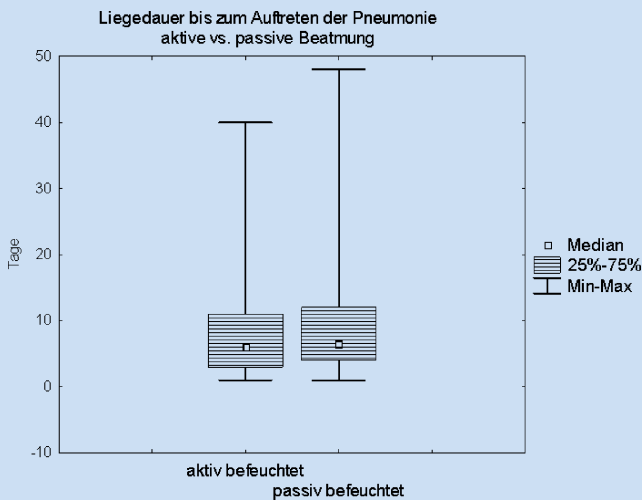 Liegedauer bis zum Auftreten der Pneumonie
aktive vs. passive Beatmung
50
40
30
20
10
0
-10
Tage
Median
25%-75%
Min-Max
aktiv befeuchtet
passiv befeuchtet